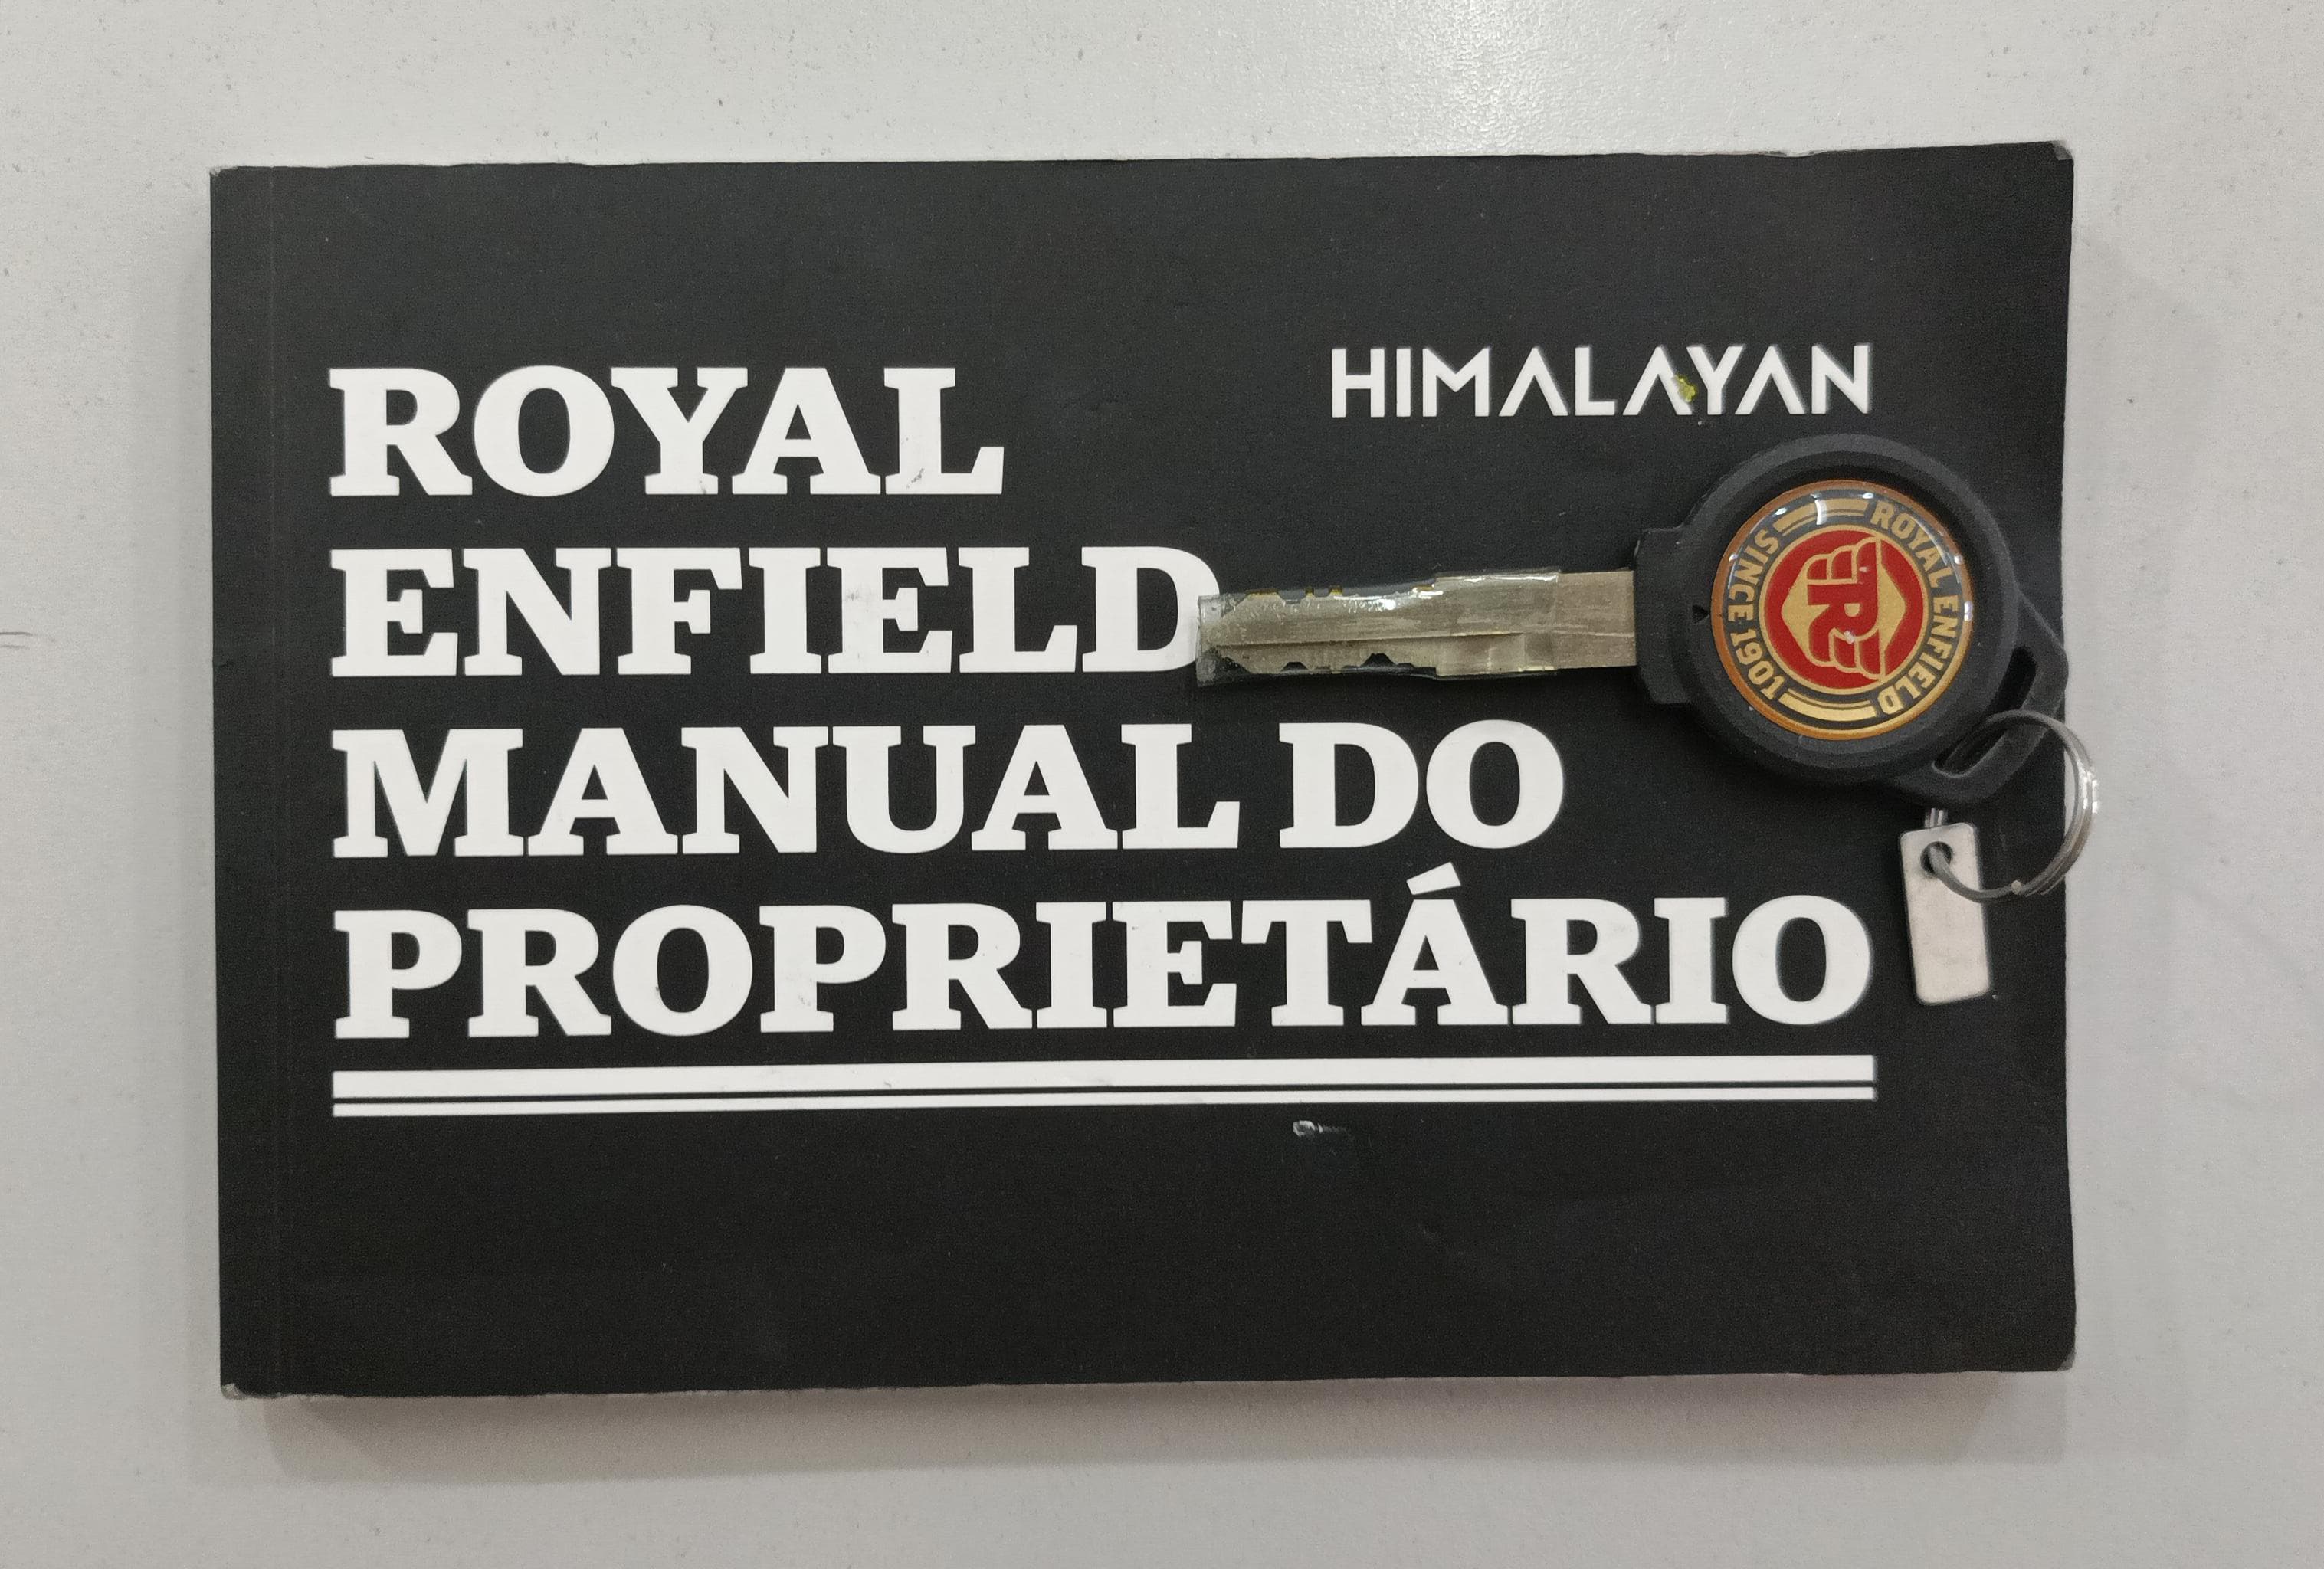 HIMALAYAN
ROYAL
ENFIELD
MANUAL DO
PROPRIETÁRIO
ROYAL ENFIELD
SINCE 1901
R